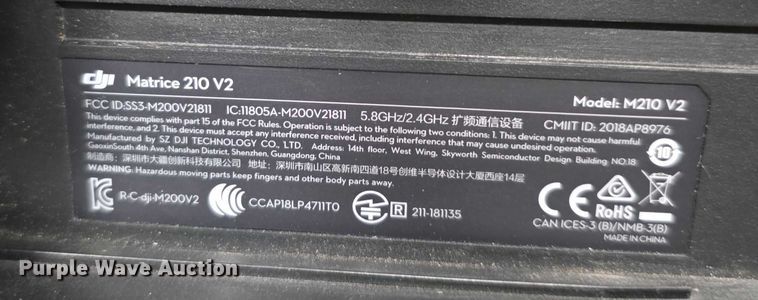 dji Matrice 210 V2
Model: M210 V2
FCC ID:SS3-M200V21811 IC:11805A-M200V21811 5.8GHz/2.4GHz 扩频通信设备 CMIIT ID: 2018AP8976
This device complies with part 15 of the FCC Rules. Operation is subject to the following two conditions: 1. This device may not cause harmful
interference, and 2. This device must accept any interference received, including interference that may cause undesired operation.
Manufactured by SZ DJI TECHNOLOGY CO., LTD. Address: 14th floor, West Wing, Skyworth Semiconductor Design Building NO.18
GaoxinSouth 4th Ave, Nanshan District, Shenzhen, Guangdong, China
制造商: 深圳市大疆创新科技有限公司 地址: 深圳市南山区高新南四道18号创维半导体设计大厦西座14层
WARNING: Hazardous moving parts keep fingers and other body parts away.
10
R-C-dji-M200V2 CCC CCAP18LP4711T0 R 211-181135
CE RoHS
CAN ICES-3 (B)/NMB-3(B)
MADE IN CHINA
Purple Wave Auction